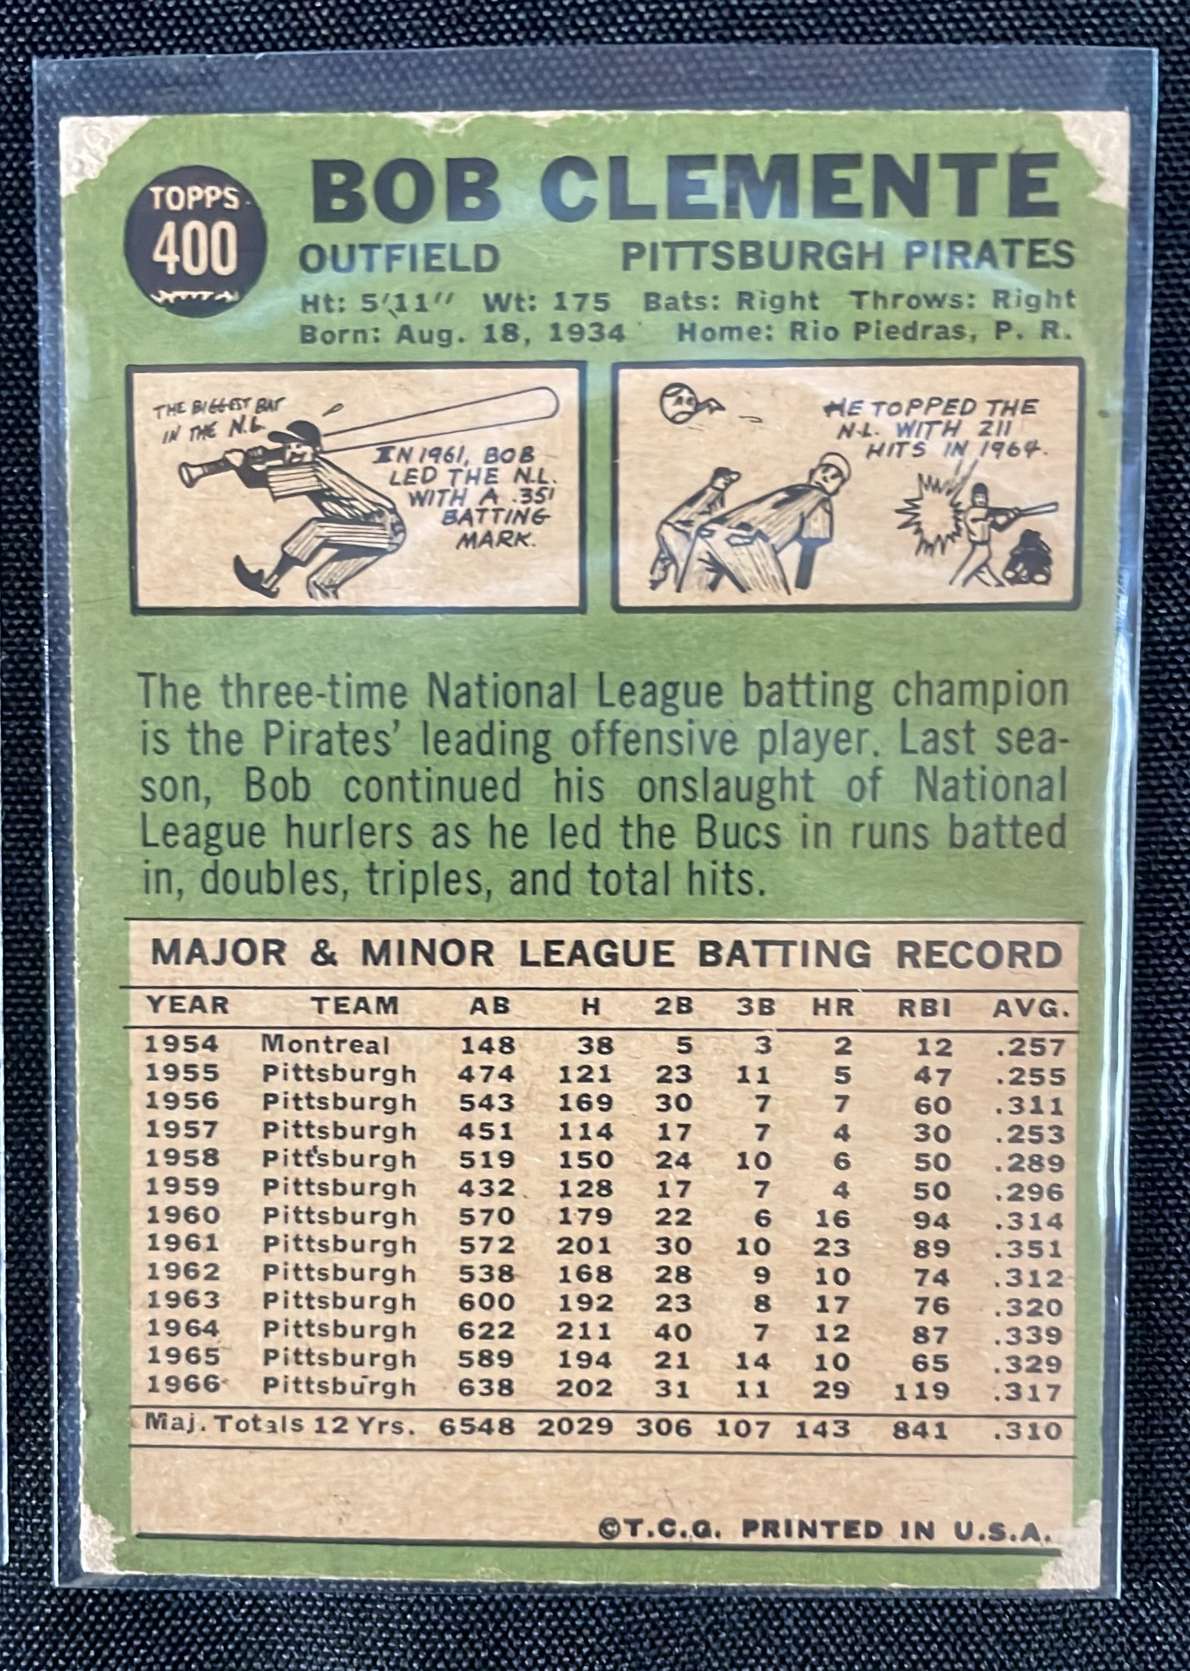 TOPPS
400
BOB CLEMENTE
OUTFIELD PITTSBURGH PIRATES
Ht: 5'11" Wt: 175 Bats: Right Throws: Right
Born: Aug. 18, 1934 Home: Rio Piedras, P. R.
THE BIGGEST BAT
IN THE N.L.
IN 1961, BOB
LED THE N.L.
WITH A .351
BATTING
MARK.
HE TOPPED THE
N.L. WITH 211
HITS IN 1964.
The three-time National League batting champion
is the Pirates' leading offensive player. Last sea-
son, Bob continued his onslaught of National
League hurlers as he led the Bucs in runs batted
in, doubles, triples, and total hits.
MAJOR & MINOR LEAGUE BATTING RECORD
YEAR TEAM AB H 2B 3B HR RBI AVG.
1954 Montreal 148 38 5 3 2 12 .257
1955 Pittsburgh 474 121 23 11 5 47 .255
1956 Pittsburgh 543 169 30 7 7 60 .311
1957 Pittsburgh 451 114 17 7 4 30 .253
1958 Pittsburgh 519 150 24 10 6 50 .289
1959 Pittsburgh 432 128 17 7 4 50 .296
1960 Pittsburgh 570 179 22 6 16 94 .314
1961 Pittsburgh 572 201 30 10 23 89 .351
1962 Pittsburgh 538 168 28 9 10 74 .312
1963 Pittsburgh 600 192 23 8 17 76 .320
1964 Pittsburgh 622 211 40 7 12 87 .339
1965 Pittsburgh 589 194 21 14 10 65 .329
1966 Pittsburgh 638 202 31 11 29 119 .317
Maj. Totals 12 Yrs. 6548 2029 306 107 143 841 .310
©T.C.G. PRINTED IN U.S.A.